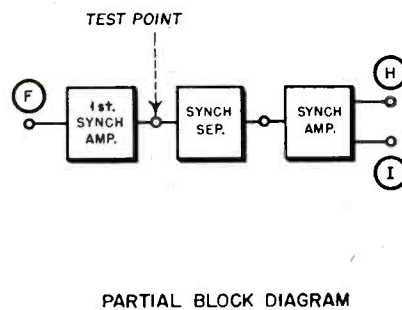 TEST POINT
F
1st.
SYNCH
AMP.
SYNCH
SEP.
SYNCH
AMP.
H
I
PARTIAL BLOCK DIAGRAM